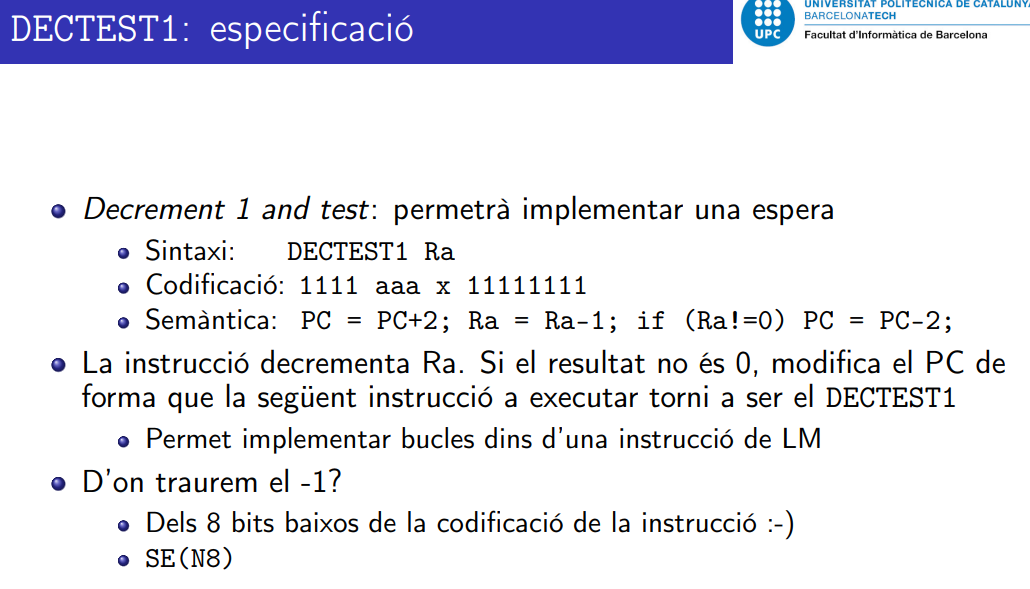 DECTEST1: especificació
UNIVERSITAT POLITÈCNICA DE CATALUNYA
BARCELONATECH
Facultat d'Informàtica de Barcelona
UPC
Decrement 1 and test: permetrà implementar una espera
Sintaxi: DECTEST1 Ra
Codificació: 1111 aaa x 11111111
Semàntica: PC = PC+2; Ra = Ra-1; if (Ra!=0) PC = PC-2;
La instrucció decrementa Ra. Si el resultat no és 0, modifica el PC de
forma que la següent instrucció a executar torni a ser el DECTEST1
Permet implementar bucles dins d'una instrucció de LM
D'on traurem el -1?
Dels 8 bits baixos de la codificació de la instrucció :-)
SE(N8)